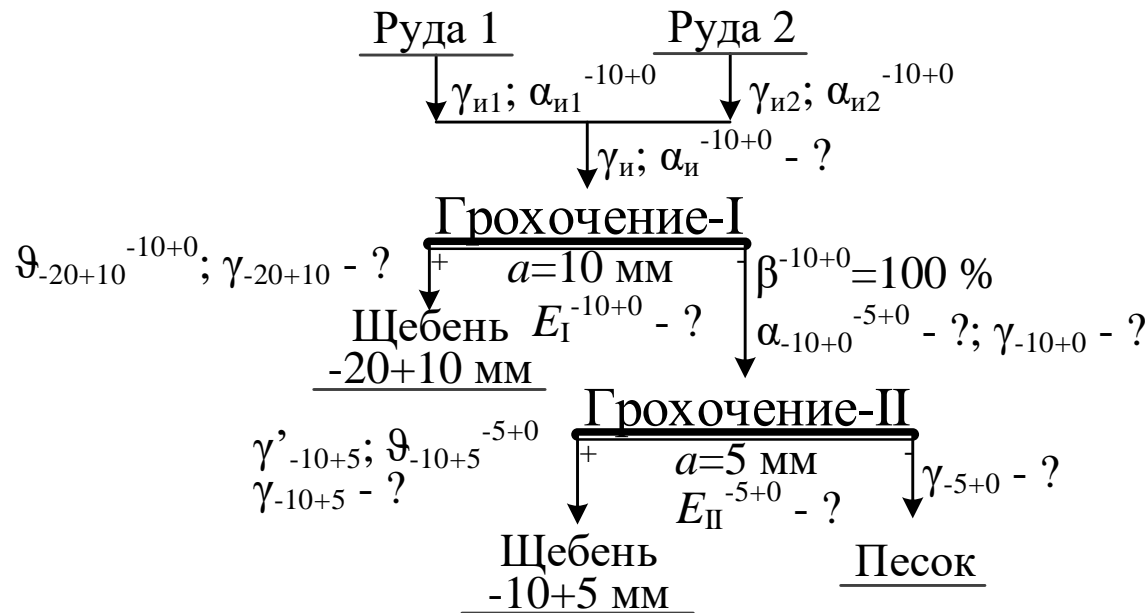 Руда 1 Руда 2
γи1; αи1^-10+0 γи2; αи2^-10+0
γи; αи^-10+0 - ?
Грохочение-I
ϑ-20+10^-10+0; γ-20+10 - ? + a=10 мм - β^-10+0=100 %
Щебень EI^-10+0 - ? α-10+0^-5+0 - ?; γ-10+0 - ?
-20+10 мм
Грохочение-II
γ’-10+5; ϑ-10+5^-5+0 + a=5 мм - γ-5+0 - ?
γ-10+5 - ? EII^-5+0 - ?
Щебень Песок
-10+5 мм